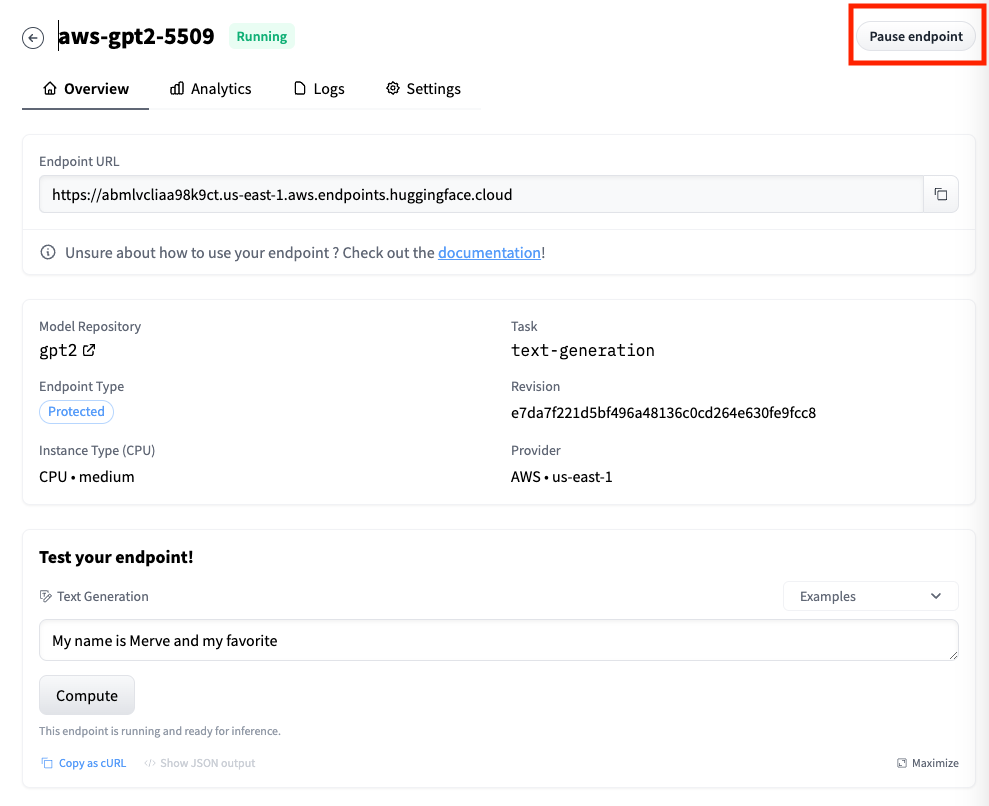 aws-gpt2-5509 Running Pause endpoint
Overview Analytics Logs Settings
Endpoint URL
https://abmlvcliaa98k9ct.us-east-1.aws.endpoints.huggingface.cloud
Unsure about how to use your endpoint ? Check out the documentation!
Model Repository
gpt2
Task
text-generation
Endpoint Type
Protected
Revision
e7da7f221d5bf496a48136c0cd264e630fe9fcc8
Instance Type (CPU)
CPU • medium
Provider
AWS • us-east-1
Test your endpoint!
Text Generation Examples
My name is Merve and my favorite
Compute
This endpoint is running and ready for inference.
Copy as cURL </> Show JSON output Maximize